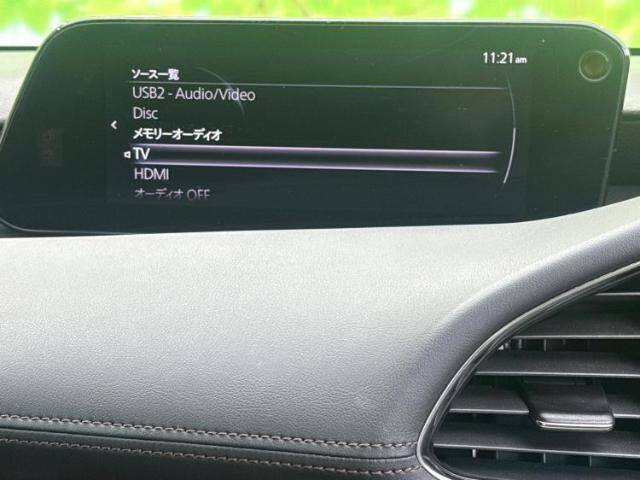 11:21am
ソース一覧
USB2 - Audio/Video
Disc
メモリーオーディオ
TV
HDMI
オーディオ OFF